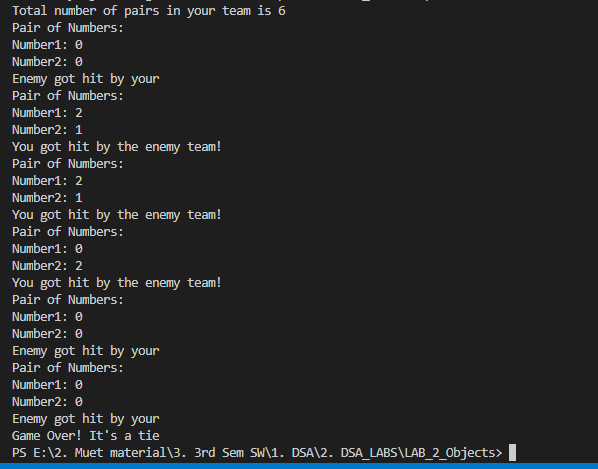 Total number of pairs in your team is 6
Pair of Numbers:
Number1: 0
Number2: 0
Enemy got hit by your
Pair of Numbers:
Number1: 2
Number2: 1
You got hit by the enemy team!
Pair of Numbers:
Number1: 2
Number2: 1
You got hit by the enemy team!
Pair of Numbers:
Number1: 0
Number2: 2
You got hit by the enemy team!
Pair of Numbers:
Number1: 0
Number2: 0
Enemy got hit by your
Pair of Numbers:
Number1: 0
Number2: 0
Enemy got hit by your
Game Over! It's a tie
PS E:\2. Muet material\3. 3rd Sem SW\1. DSA\2. DSA_LABS\LAB_2_Objects>